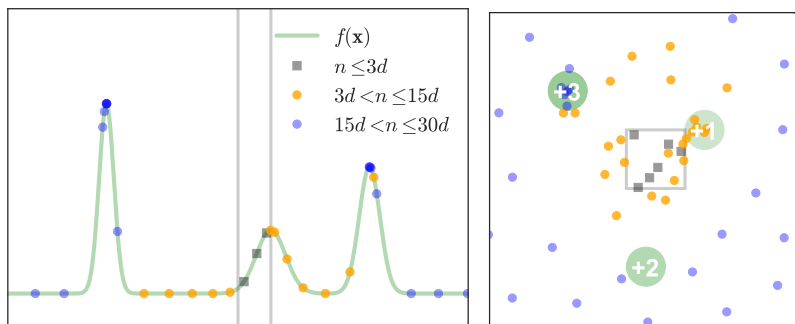 f(x)
n ≤3d
3d<n ≤15d
15d<n ≤30d
+3
+1
+2